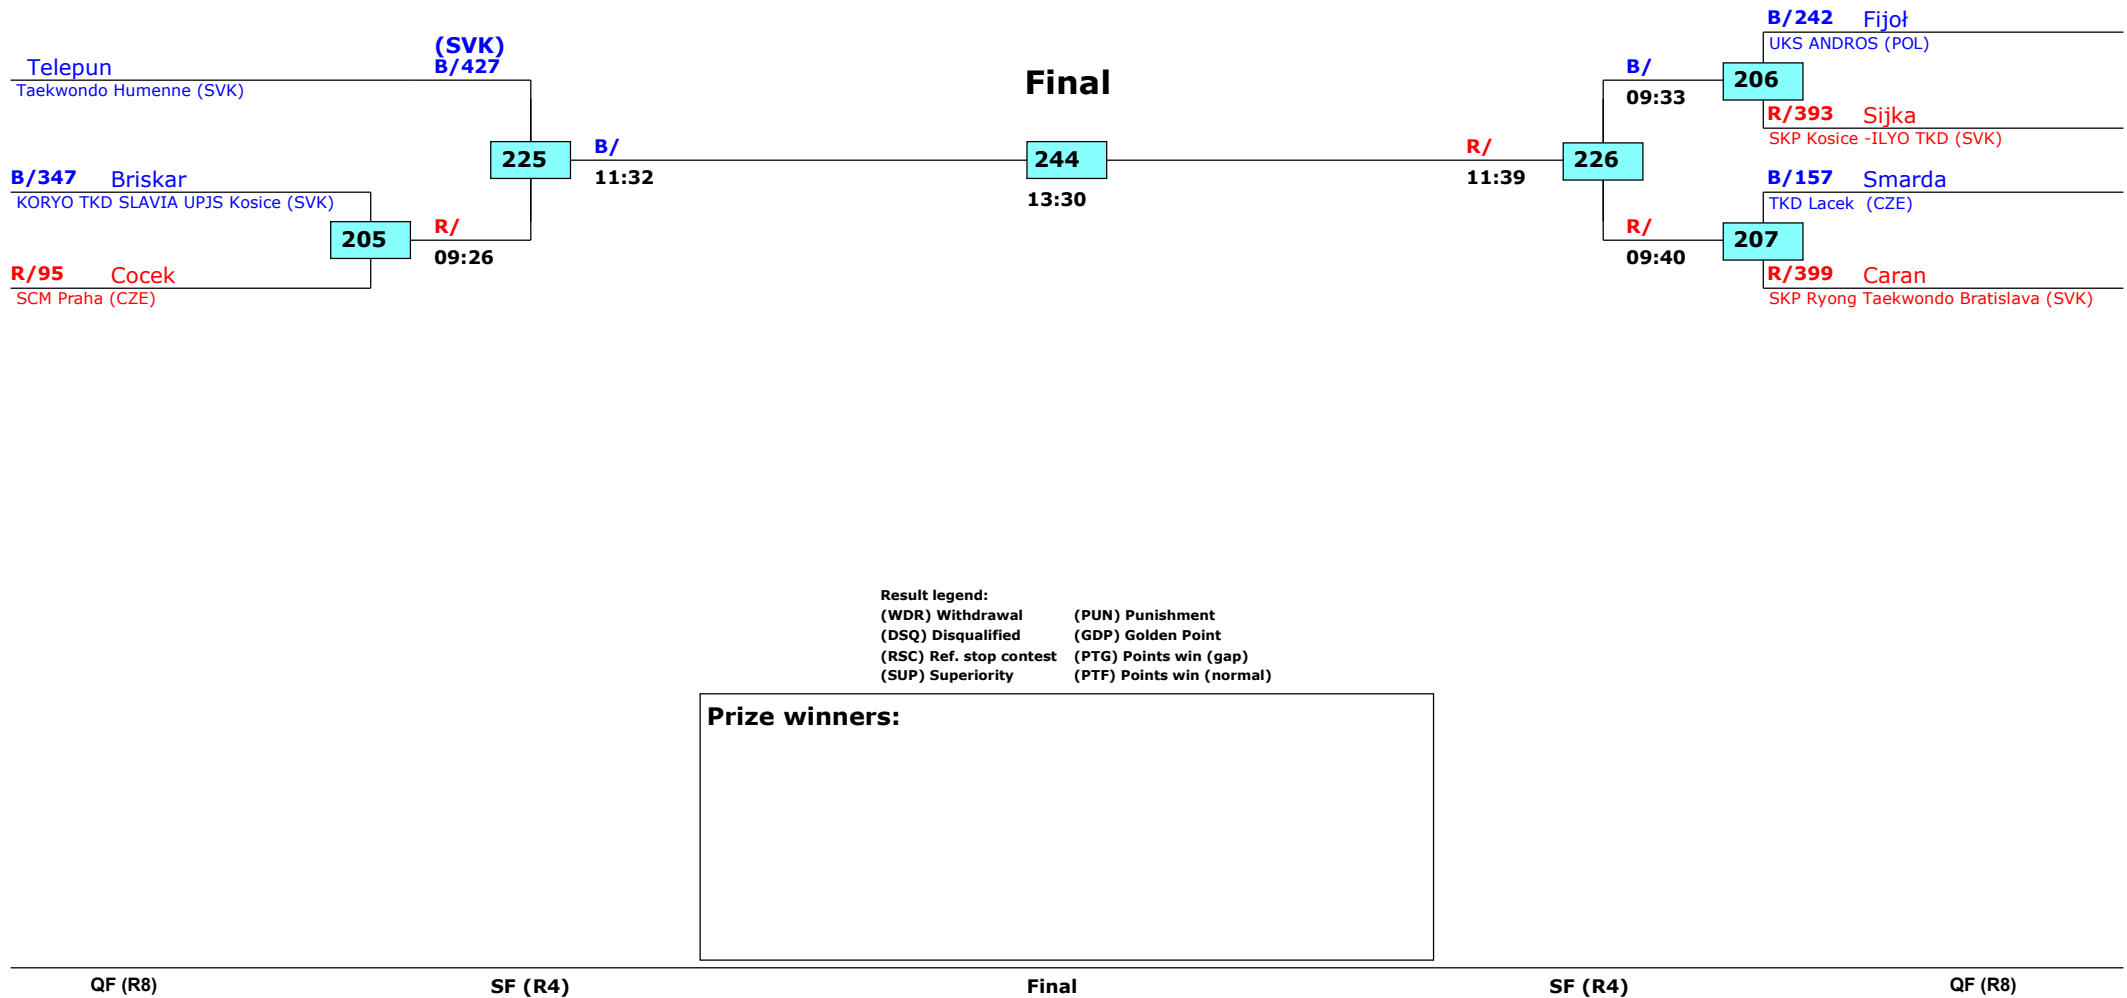 B/242 Fijoł
UKS ANDROS (POL)
(SVK)
Telepun B/427
Taekwondo Humenne (SVK)
Final
B/
206
09:33
R/393 Sijka
SKP Kosice -ILYO TKD (SVK)
225
B/
11:32
244
13:30
R/
11:39
226
B/347 Briskar
KORYO TKD SLAVIA UPJS Kosice (SVK)
B/157 Smarda
TKD Lacek (CZE)
205
R/
09:26
R/
09:40
207
R/95 Cocek
SCM Praha (CZE)
R/399 Caran
SKP Ryong Taekwondo Bratislava (SVK)
Result legend:
(WDR) Withdrawal (PUN) Punishment
(DSQ) Disqualified (GDP) Golden Point
(RSC) Ref. stop contest (PTG) Points win (gap)
(SUP) Superiority (PTF) Points win (normal)
Prize winners:
QF (R8) SF (R4) Final SF (R4) QF (R8)